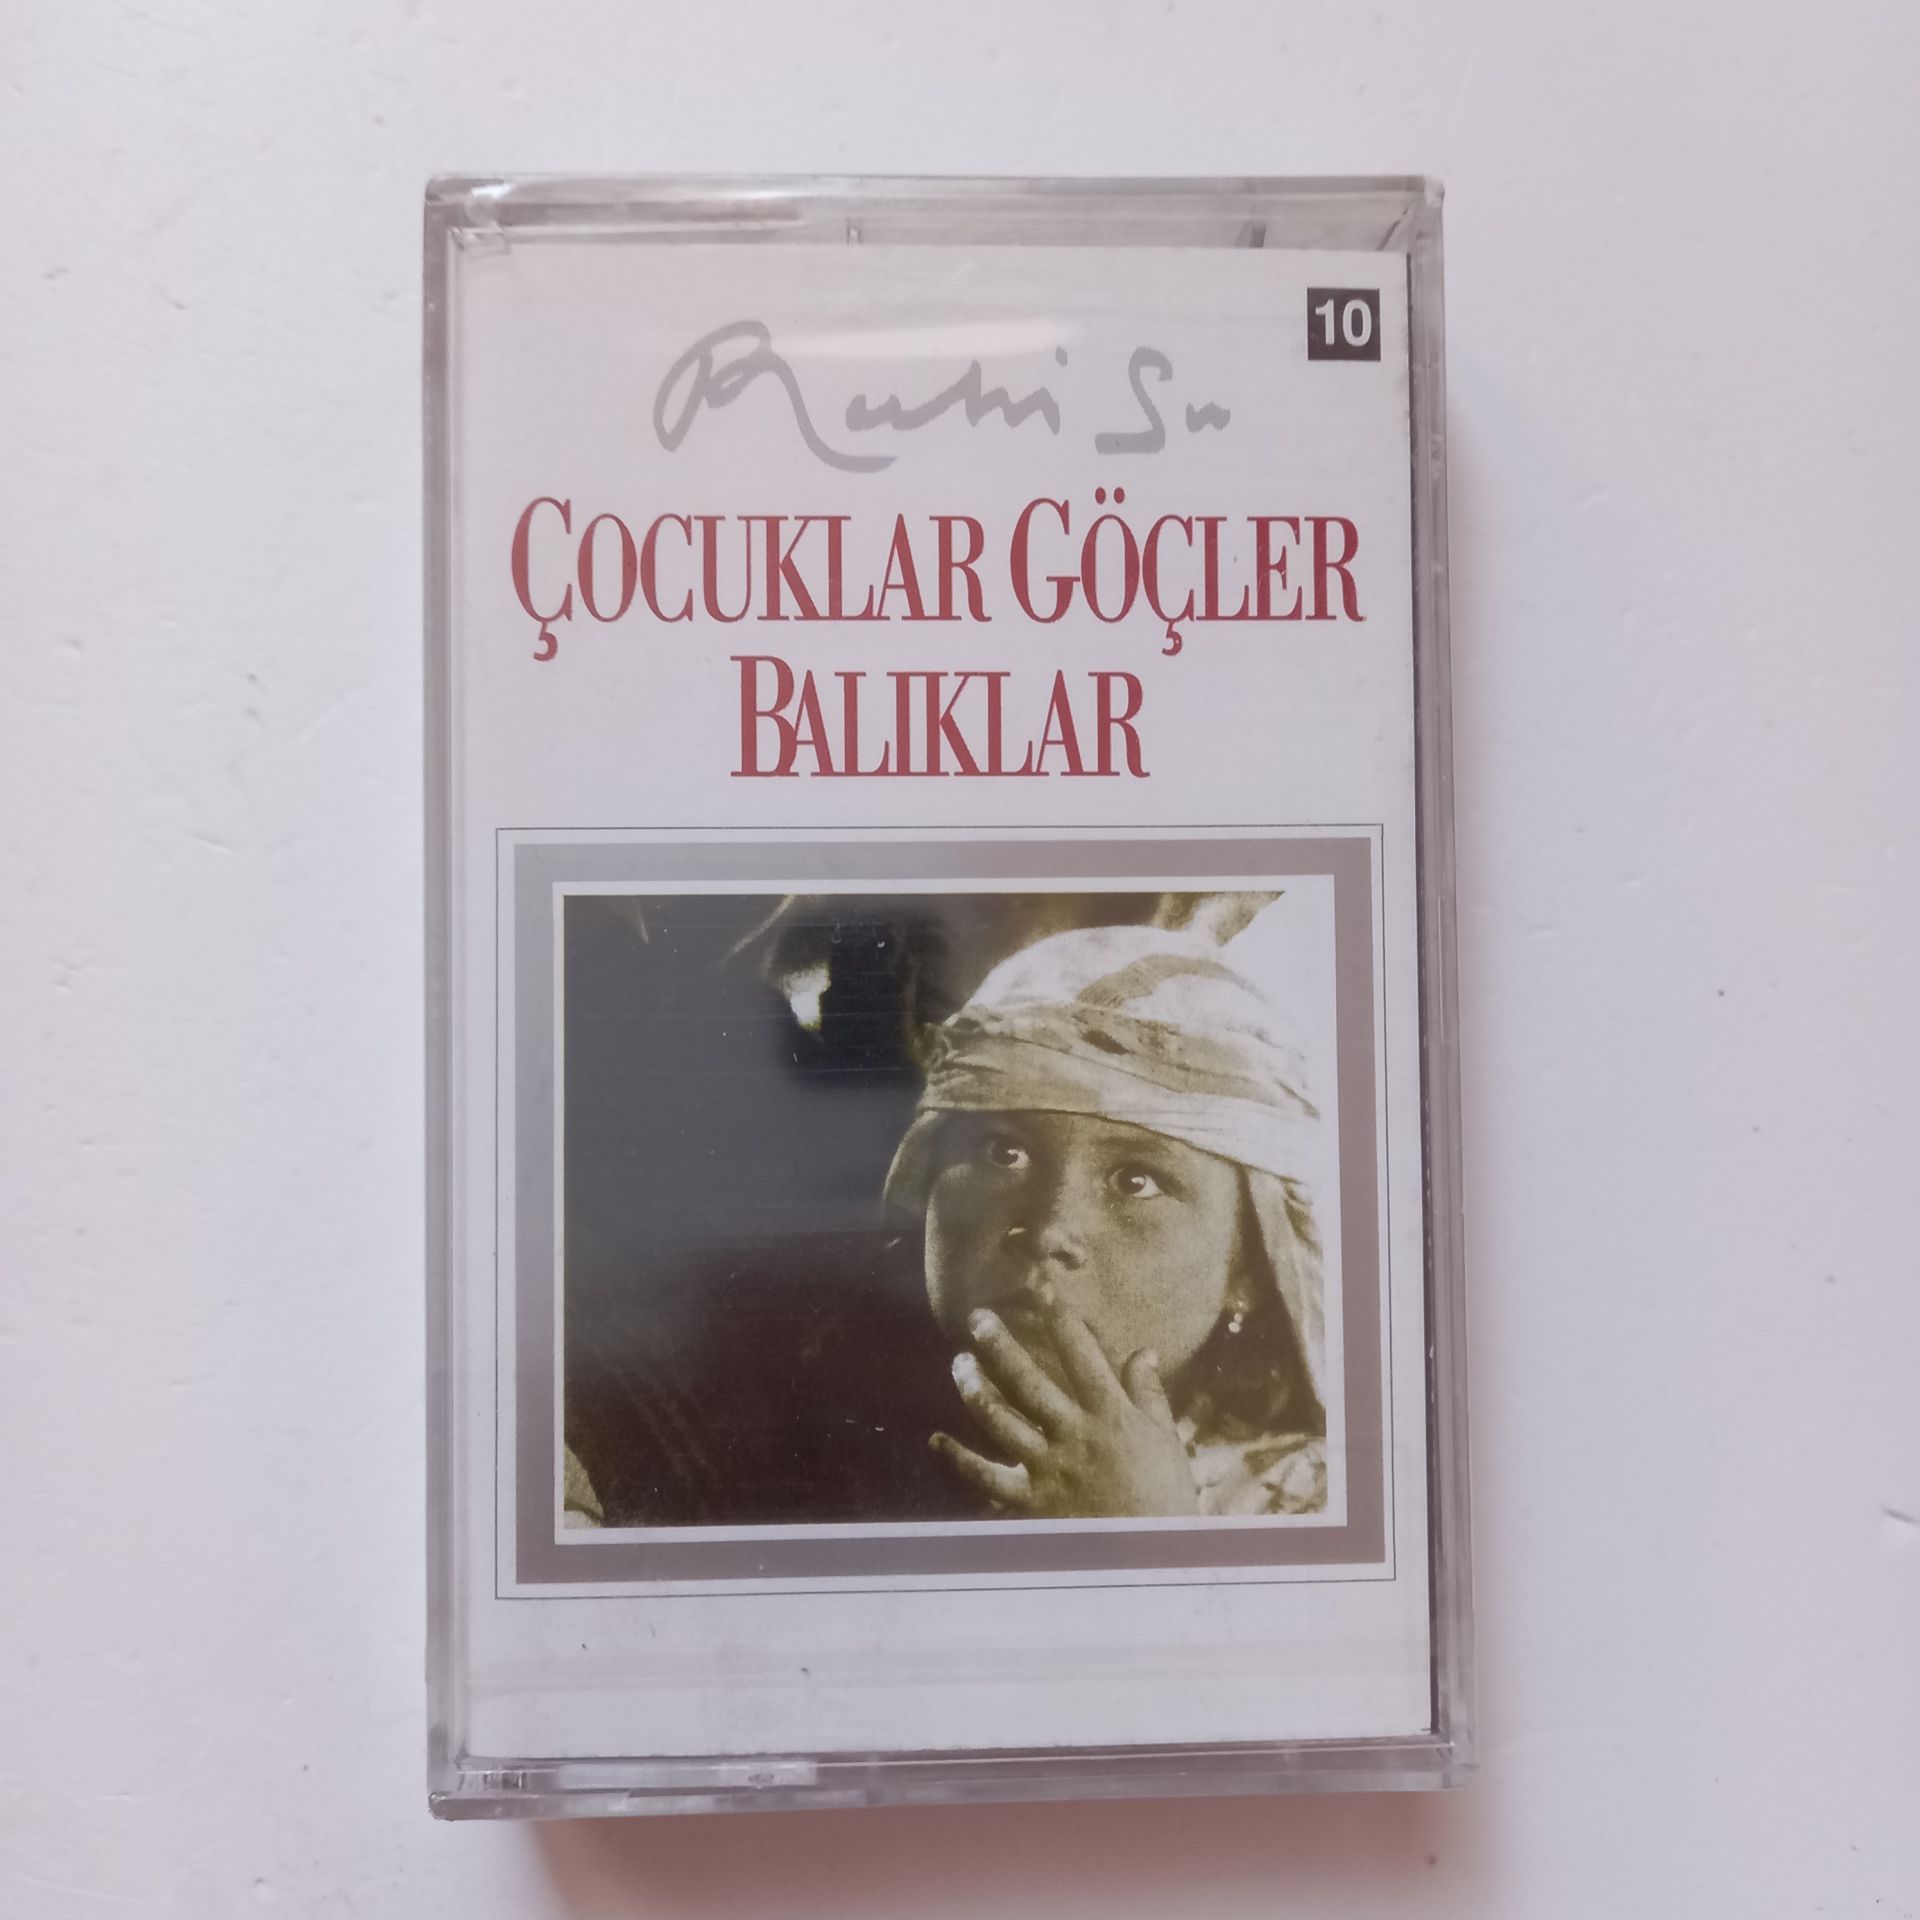 10
Ruhi Su
ÇOCUKLAR GÖÇLER
BALIKLAR